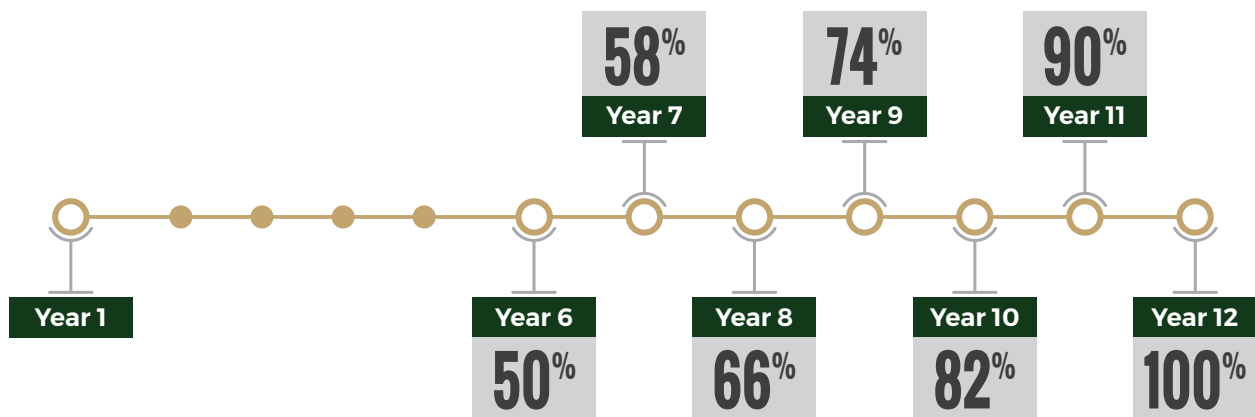 58%
Year 7
74%
Year 9
90%
Year 11
Year 1
Year 6
50%
Year 8
66%
Year 10
82%
Year 12
100%